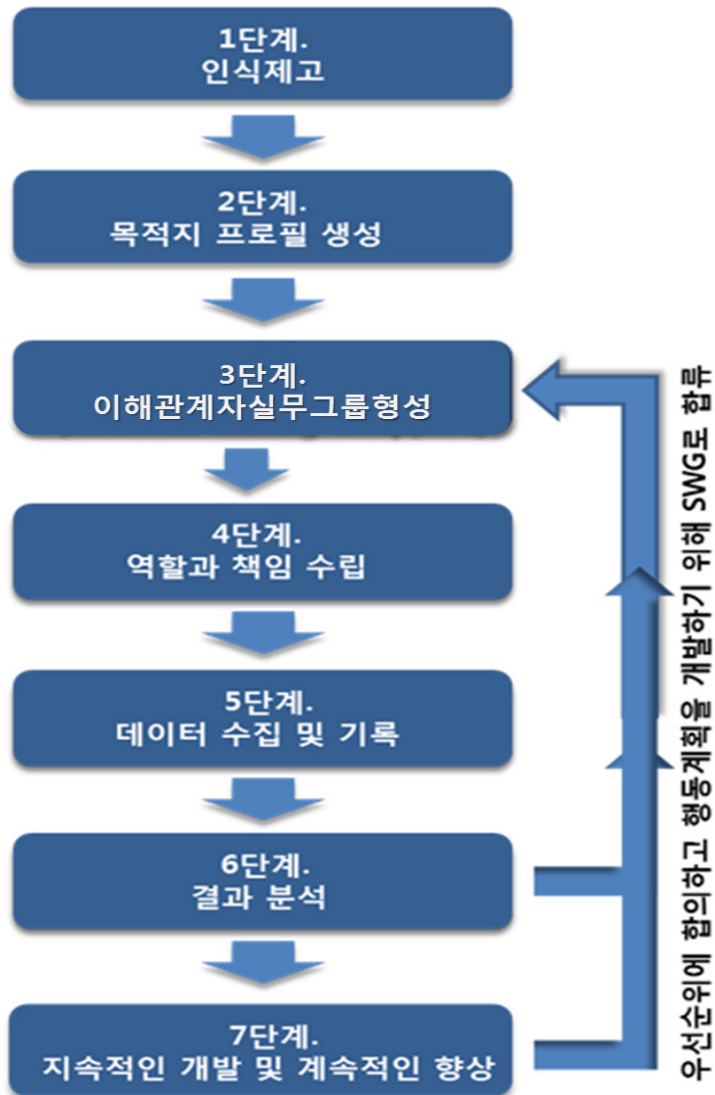 1단계.
인식제고
2단계.
목적지 프로필 생성
3단계.
이해관계자실무그룹형성
4단계.
역할과 책임 수립
5단계.
데이터 수집 및 기록
6단계.
결과 분석
7단계.
지속적인 개발 및 계속적인 향상
우선순위에 합의하고 행동계획을 개발하기 위해 SWG로 합류